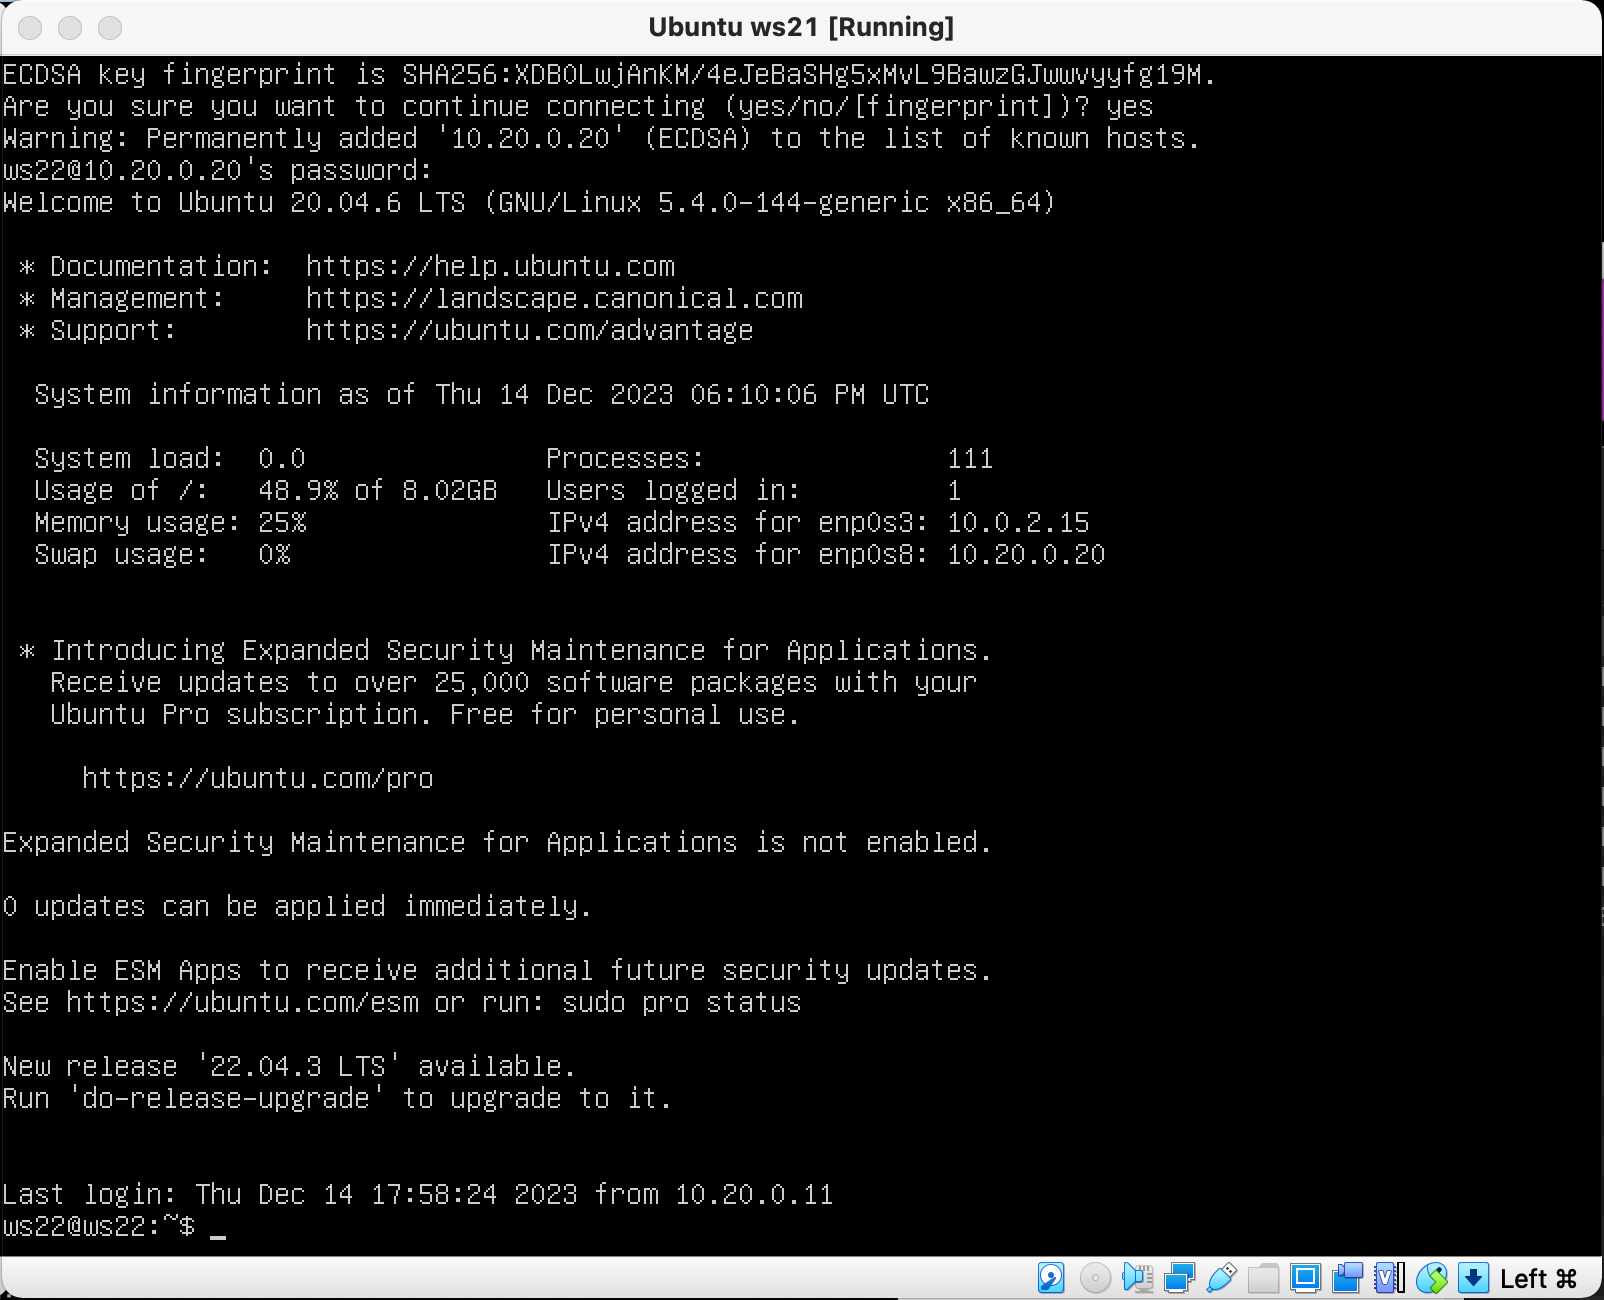 Ubuntu ws21 [Running]
ECDSA key fingerprint is SHA256:XDBOLwjAnKM/4eJeBaSHg5xMvL9BawzGJwwvyyfg19M.
Are you sure you want to continue connecting (yes/no/[fingerprint])? yes
Warning: Permanently added '10.20.0.20' (ECDSA) to the list of known hosts.
ws22@10.20.0.20's password:
Welcome to Ubuntu 20.04.6 LTS (GNU/Linux 5.4.0-144-generic x86_64)
* Documentation:  https://help.ubuntu.com
* Management:     https://landscape.canonical.com
* Support:        https://ubuntu.com/advantage
System information as of Thu 14 Dec 2023 06:10:06 PM UTC
System load:  0.0               Processes:               111
Usage of /:   48.9% of 8.02GB   Users logged in:         1
Memory usage: 25%               IPv4 address for enp0s3: 10.0.2.15
Swap usage:   0%                IPv4 address for enp0s8: 10.20.0.20
* Introducing Expanded Security Maintenance for Applications.
Receive updates to over 25,000 software packages with your
Ubuntu Pro subscription. Free for personal use.
https://ubuntu.com/pro
Expanded Security Maintenance for Applications is not enabled.
0 updates can be applied immediately.
Enable ESM Apps to receive additional future security updates.
See https://ubuntu.com/esm or run: sudo pro status
New release '22.04.3 LTS' available.
Run 'do-release-upgrade' to upgrade to it.
Last login: Thu Dec 14 17:58:24 2023 from 10.20.0.11
ws22@ws22:~$ _
Left ⌘